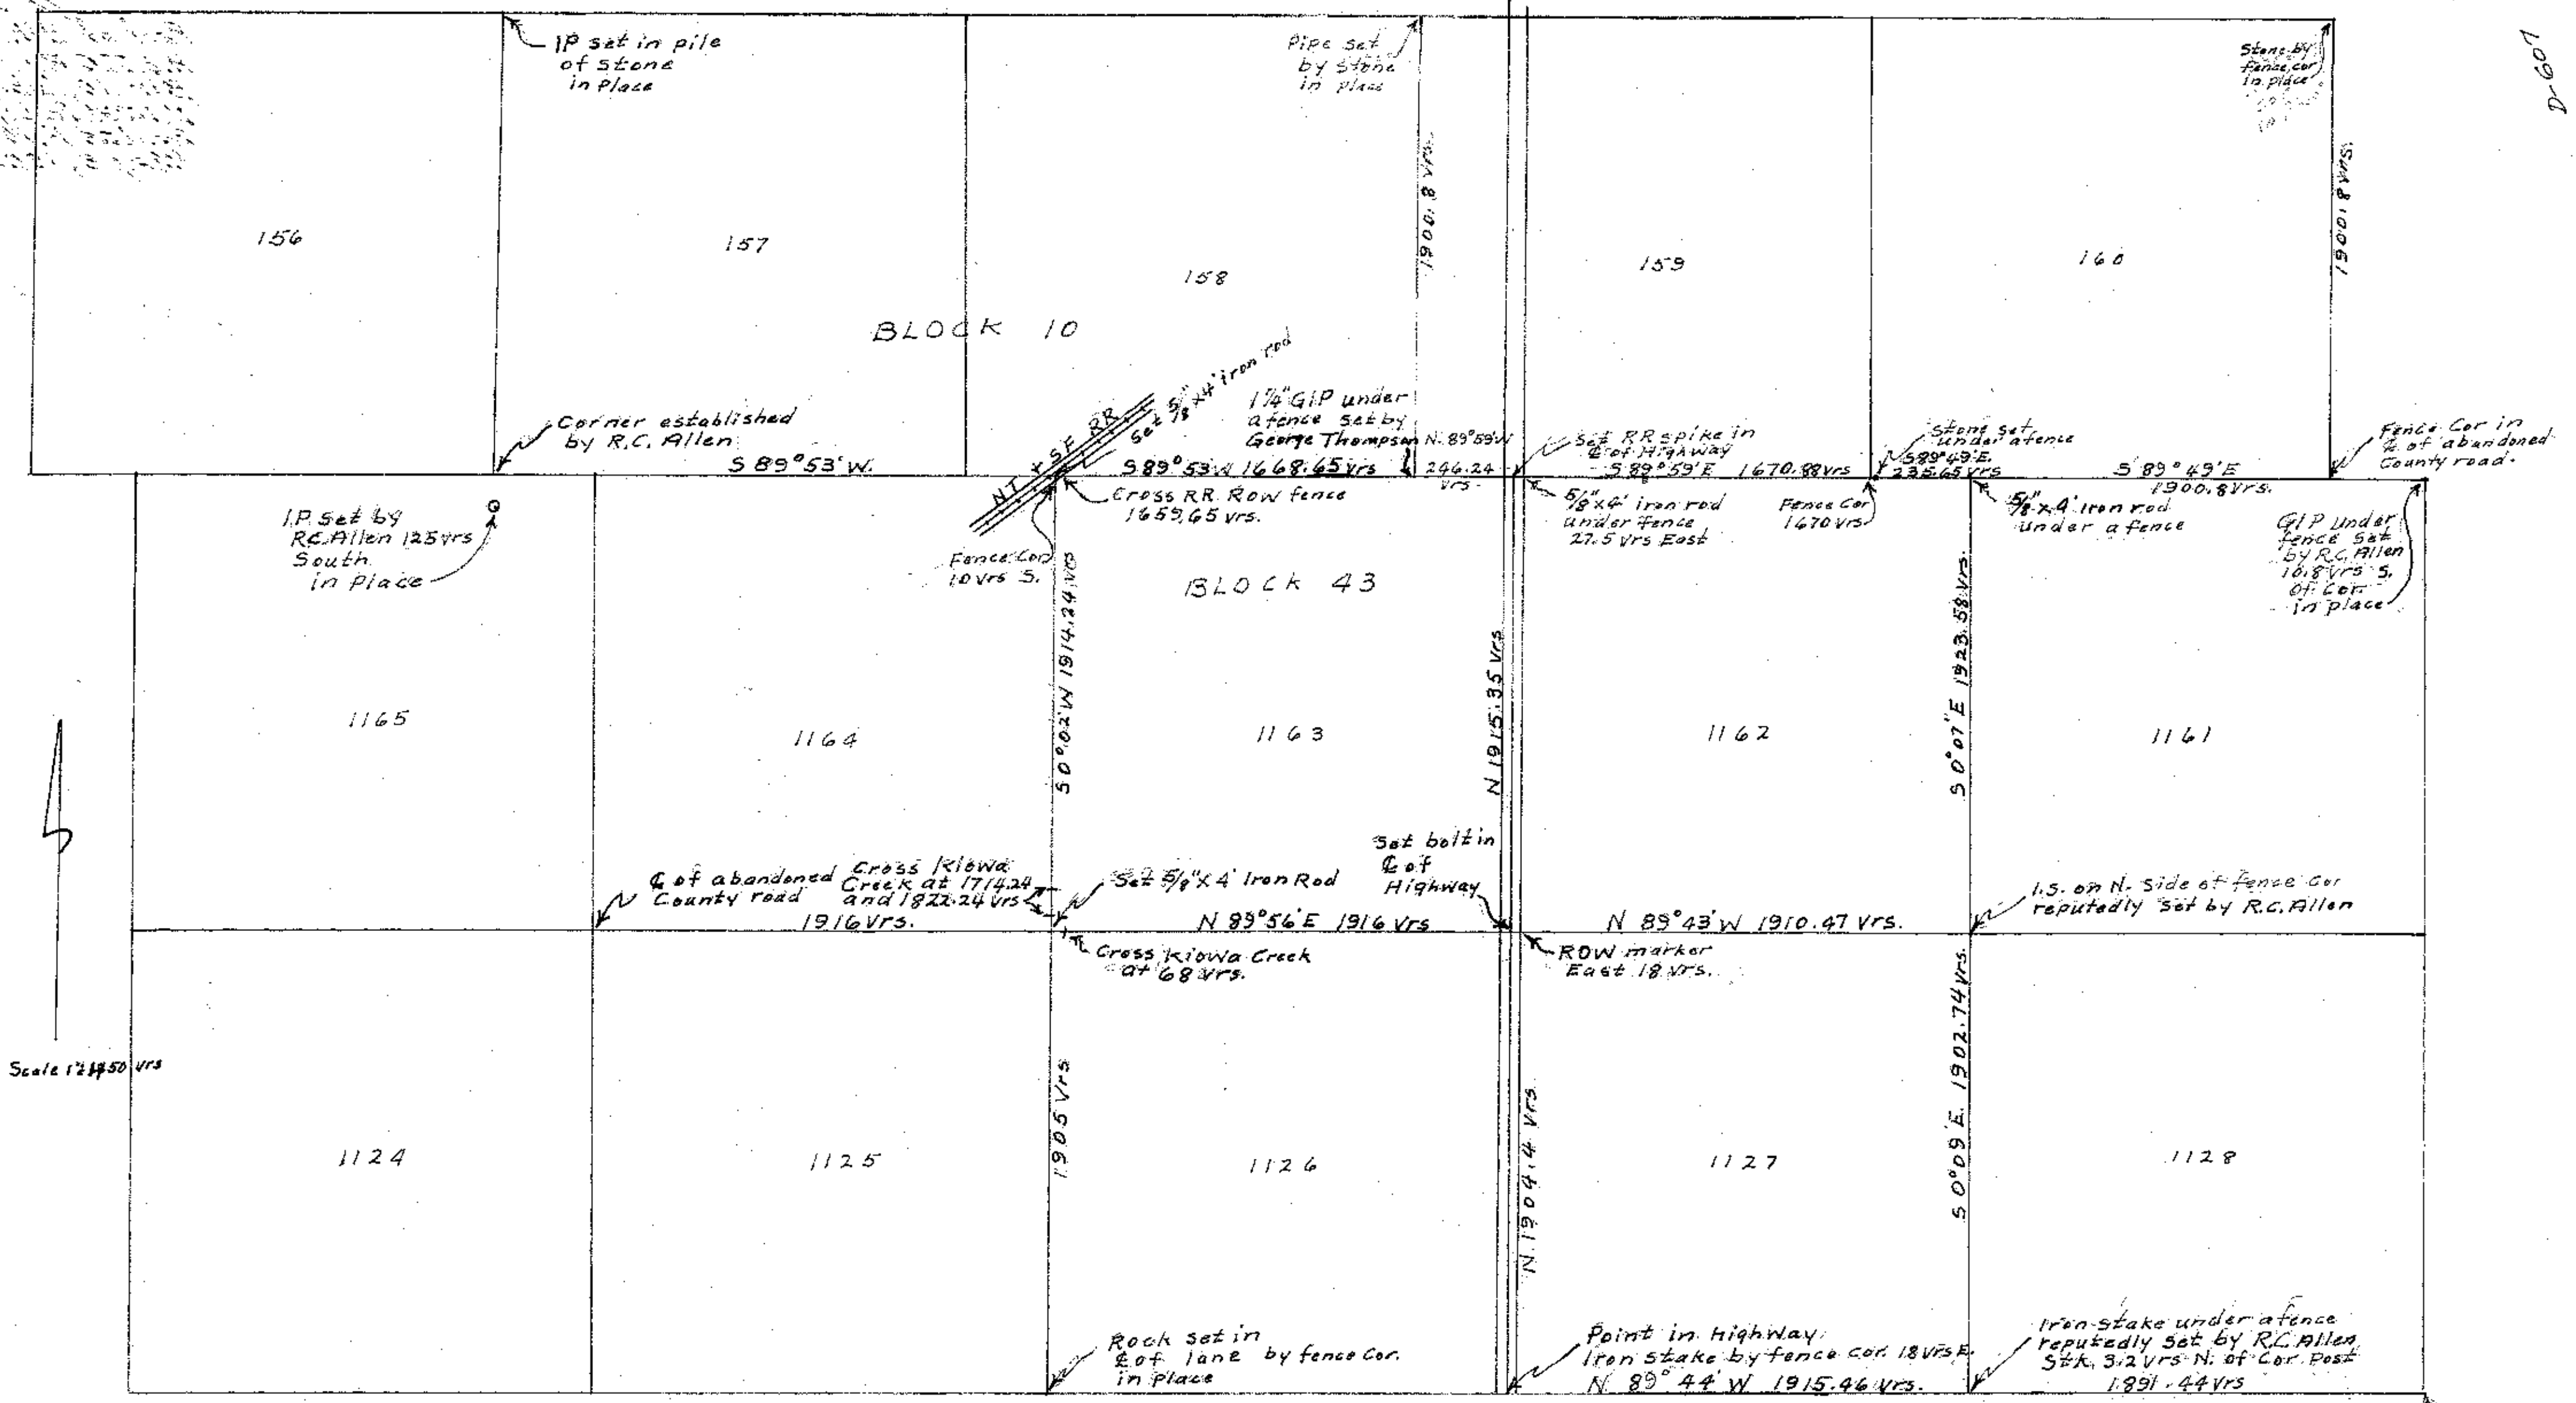 D-607
IP set in pile
of stone
in Place
Pipe set
by Stone
in place
Stone by
fence cor
in place
1900.8 Vrs.
1900.8 Vrs.
156
157
158
159
160
BLOCK 10
NT & SF RR
Set 5/8" x 4' iron rod
1 1/4" GIP under
a fence set by
George Thompson
N. 89°59'W
246.24
Vrs.
Corner established
by R.C. Allen
S 89°53' W.
S 89°53' W 1668.65 Vrs
Set RR spike in
℄ of Highway
S 89°59' E 1670.88 Vrs
Stone set
under a fence
S 89°49' E.
235.65 Vrs
S 89°49' E
1900.8 Vrs.
Fence Cor in
℄ of abandoned
County road.
I.P. Set by
R.C. Allen 125 Vrs
South
in Place
Cross RR. Row fence
1659.65 Vrs.
Fence Cor
10 Vrs S.
5/8" x 4' iron rod
under fence
27.5 Vrs East
Fence Cor
1670 Vrs
5/8" x 4' iron rod
under a fence
GIP under
fence set
by R.C. Allen
10.8 Vrs S.
of Cor.
in place
BLOCK 43
S 0°02' W 1914.24 Vrs
N 1915.35 Vrs
S 0°07" E 1923.58 Vrs.
1165
1164
1163
1162
1161
℄ of abandoned
County road
Cross Kiowa
Creek at 1714.24
and 1822.24 Vrs
1916 Vrs.
Set 5/8" x 4' Iron Rod
N 89°56' E 1916 Vrs
Set bolt in
℄ of
Highway
N 89°43' W 1910.47 Vrs.
I.S. on N. Side of fence Cor
reputedly set by R.C. Allen
Cross Kiowa Creek
at 68 Vrs.
ROW marker
East 18 Vrs.
Scale 1"= 50 Vrs
1905 Vrs
N. 1904.4 Vrs.
S 0°09' E. 1902.74 Vrs.
1124
1125
1126
1127
1128
Rock set in
℄ of lane by fence Cor.
in place
Point in Highway
Iron Stake by fence cor. 18 Vrs E.
N 89°44' W 1915.46 Vrs.
Iron stake under a fence
reputedly set by R.C. Allen
Stk. 3.2 Vrs N. of Cor. Post
1891.44 Vrs